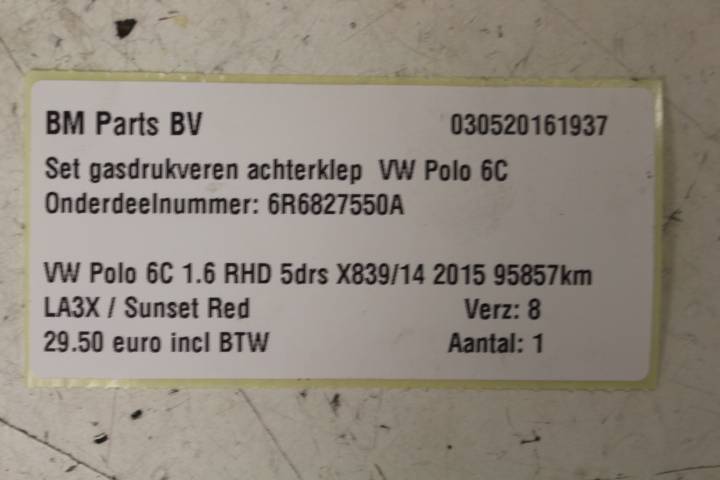 BM Parts BV 030520161937
Set gasdrukveren achterklep VW Polo 6C
Onderdeelnummer: 6R6827550A
VW Polo 6C 1.6 RHD 5drs X839/14 2015 95857km
LA3X / Sunset Red Verz: 8
29.50 euro incl BTW Aantal: 1